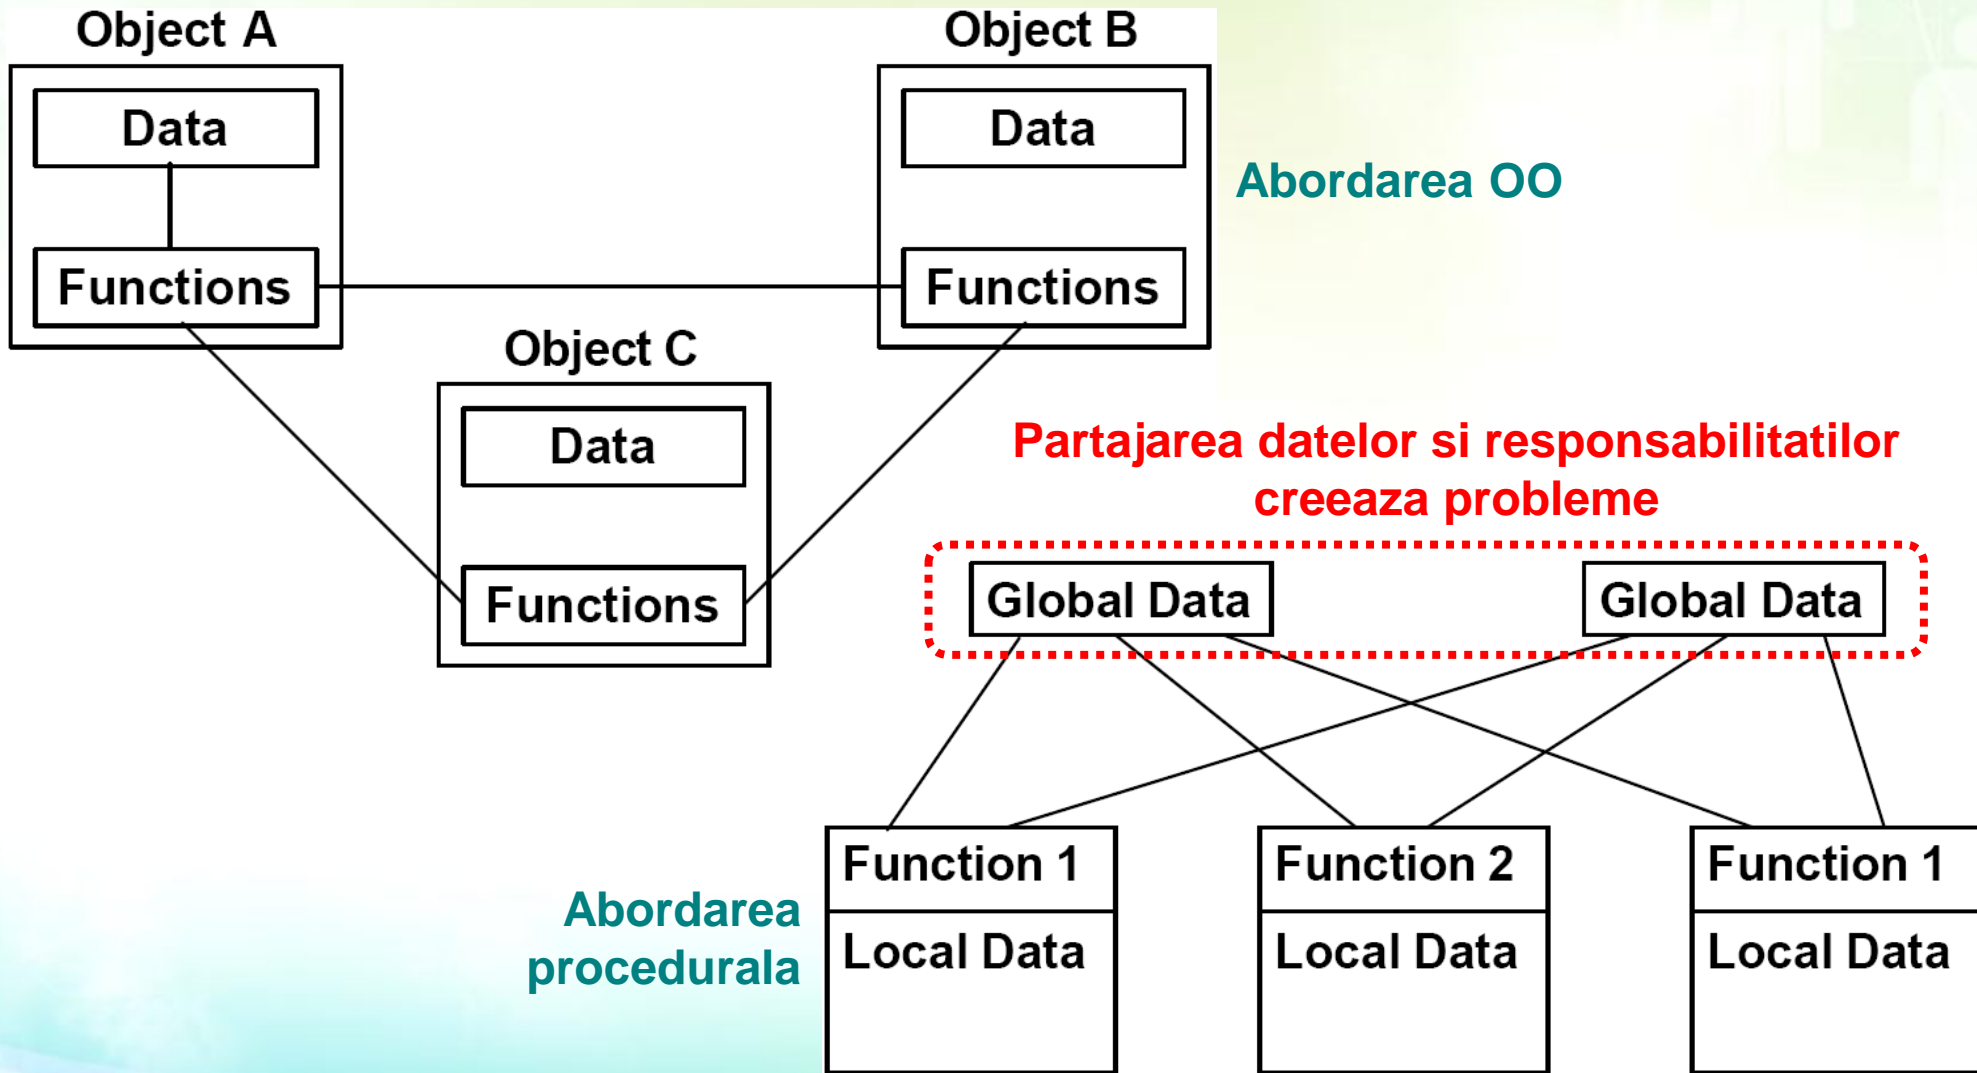 Object A
Object B
Data
Data
Abordarea OO
Functions
Functions
Object C
Data
Functions
Partajarea datelor si responsabilitatilor
creeaza probleme
Global Data
Global Data
Abordarea
procedurala
Function 1
Function 2
Function 1
Local Data
Local Data
Local Data